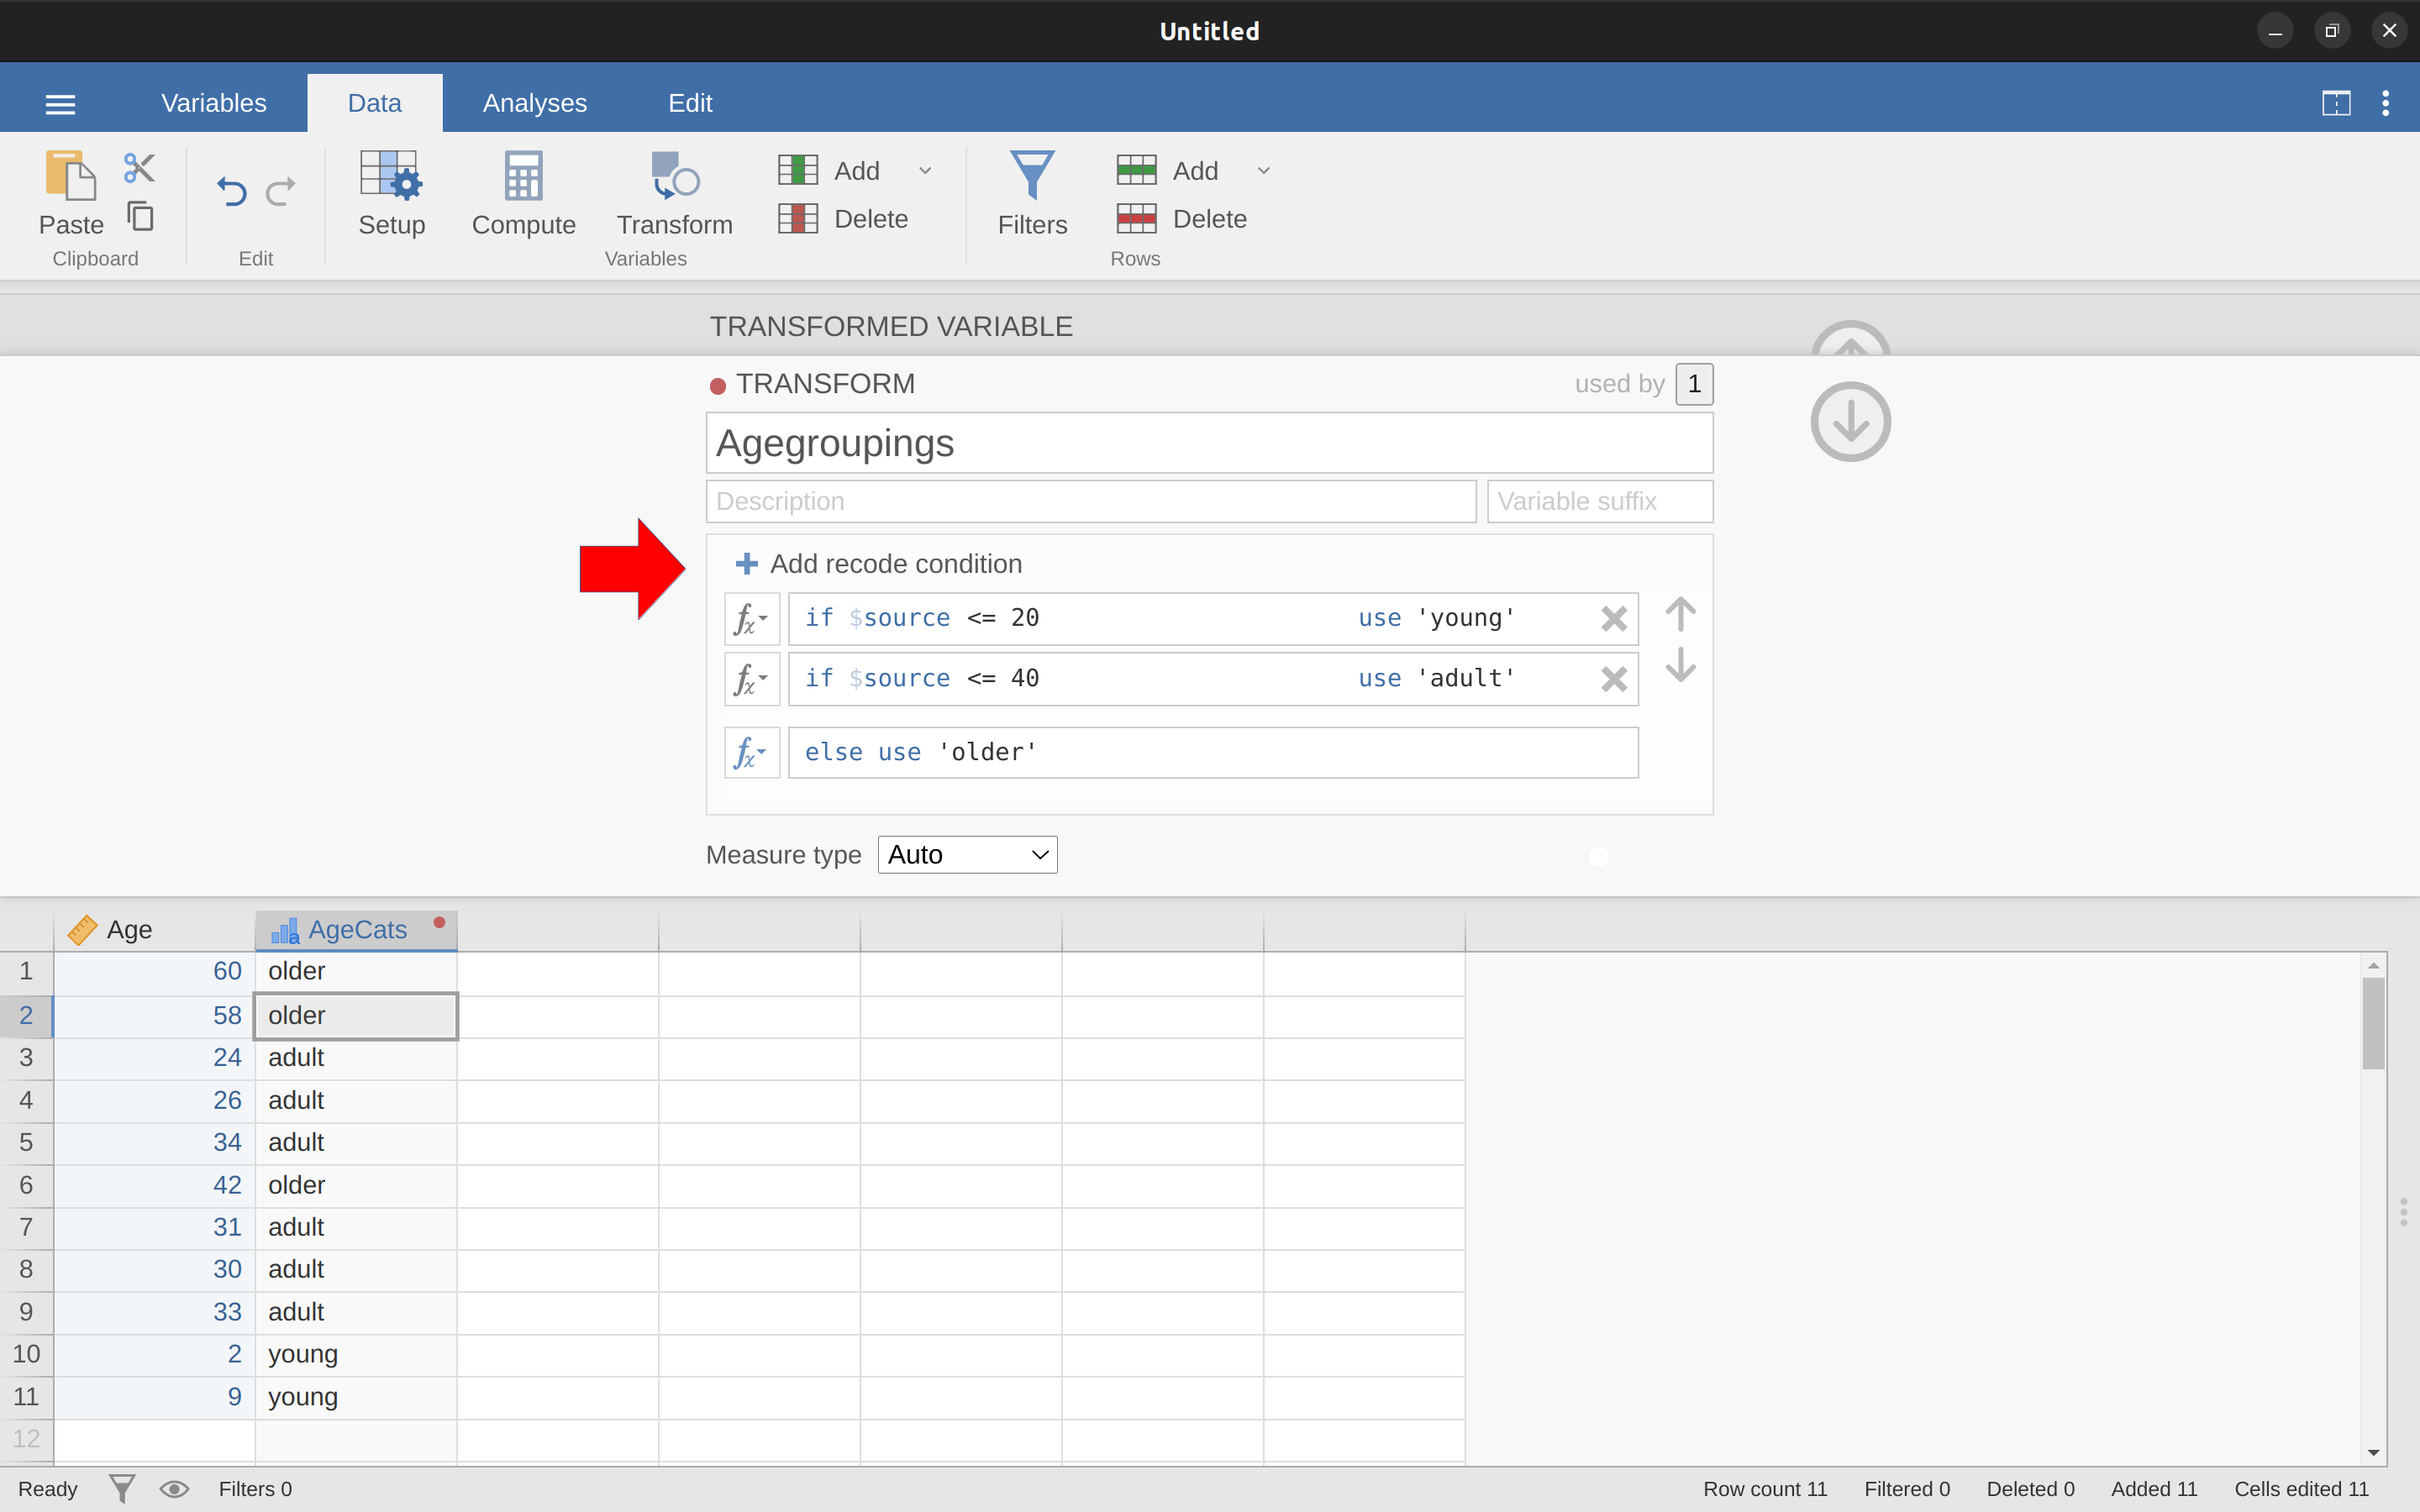 Untitled
Variables Data Analyses Edit
Paste Setup Compute Transform Add Delete Filters Add Delete
Clipboard Edit Variables Rows
TRANSFORMED VARIABLE
TRANSFORM used by 1
Agegroupings
Description Variable suffix
Add recode condition
fx if $source <= 20 use 'young'
fx if $source <= 40 use 'adult'
fx else use 'older'
Measure type Auto
Age AgeCats
1 60 older
2 58 older
3 24 adult
4 26 adult
5 34 adult
6 42 older
7 31 adult
8 30 adult
9 33 adult
10 2 young
11 9 young
12
Ready Filters 0 Row count 11 Filtered 0 Deleted 0 Added 11 Cells edited 11